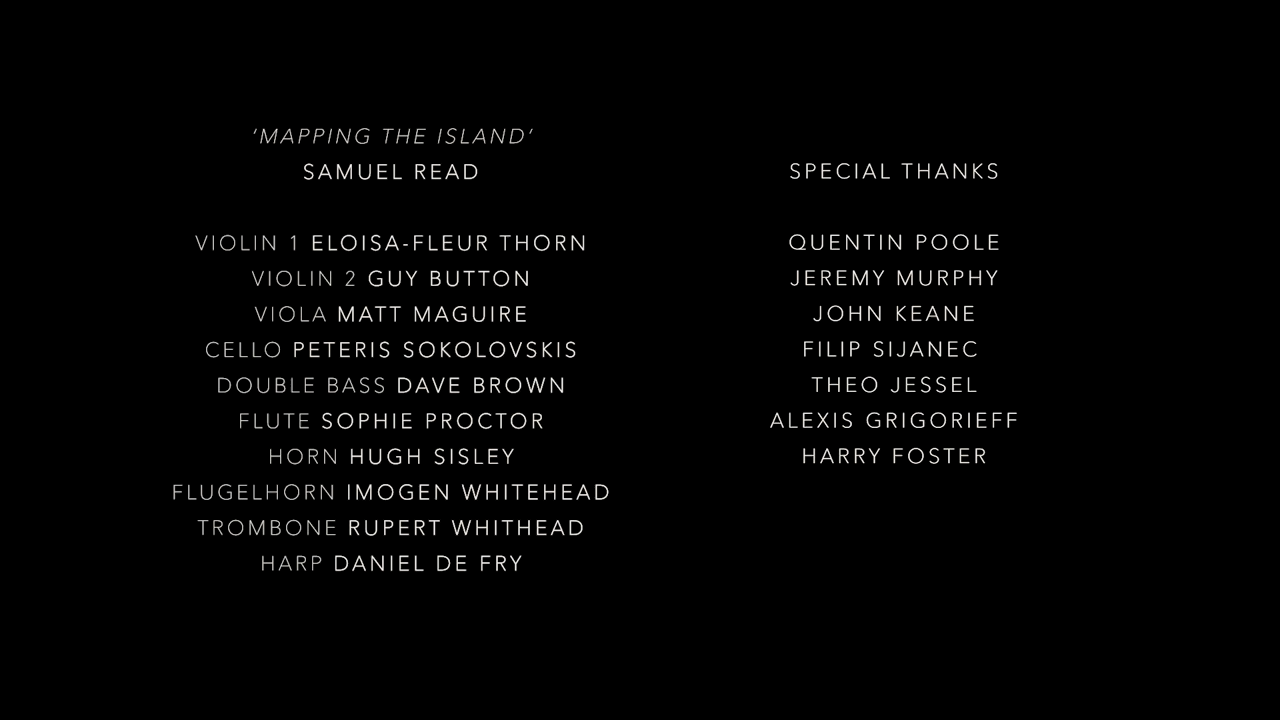 ‘MAPPING THE ISLAND’
SAMUEL READ
VIOLIN 1 ELOISA-FLEUR THORN
VIOLIN 2 GUY BUTTON
VIOLA MATT MAGUIRE
CELLO PETERIS SOKOLOVSKIS
DOUBLE BASS DAVE BROWN
FLUTE SOPHIE PROCTOR
HORN HUGH SISLEY
FLUGELHORN IMOGEN WHITEHEAD
TROMBONE RUPERT WHITHEAD
HARP DANIEL DE FRY
SPECIAL THANKS
QUENTIN POOLE
JEREMY MURPHY
JOHN KEANE
FILIP SIJANEC
THEO JESSEL
ALEXIS GRIGORIEFF
HARRY FOSTER